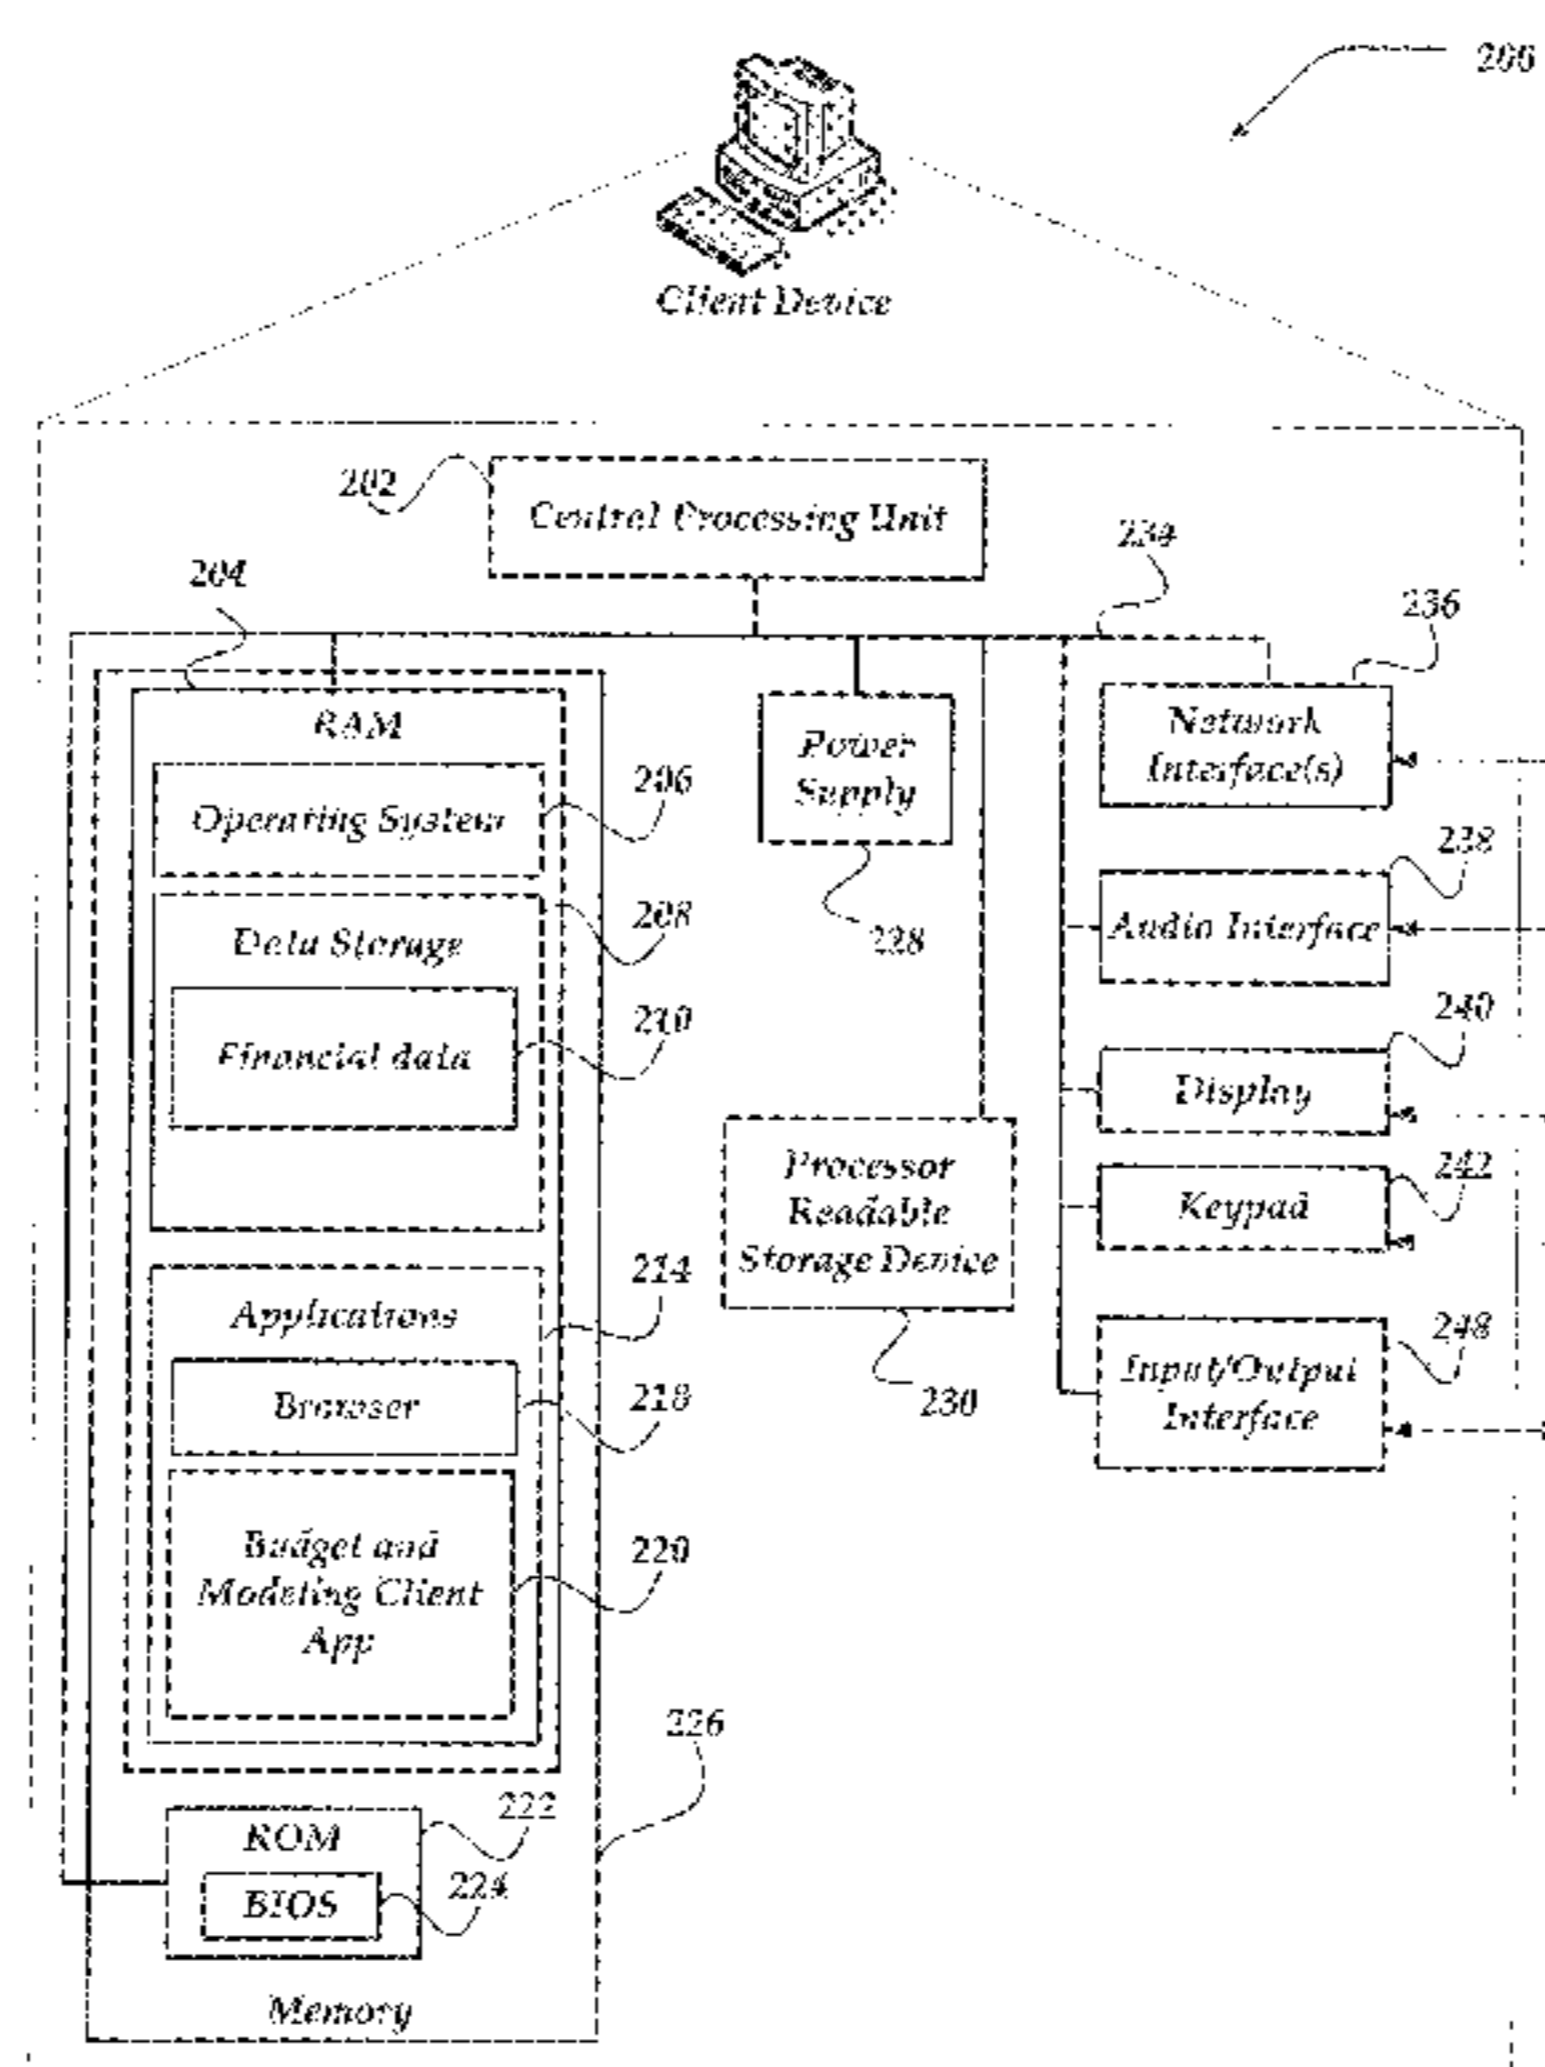 200
Client Device
202
Central Processing Unit
234
204
236
RAM
Network
Interface(s)
Power
Supply
206
Operating System
238
208
228
Audio Interface
Data Storage
240
210
Financial data
Display
Processor
Readable
Storage Device
242
Keypad
214
Applications
248
Input/Output
Interface
218
Browser
230
220
Budget and
Modeling Client
App
226
222
ROM
224
BIOS
Memory